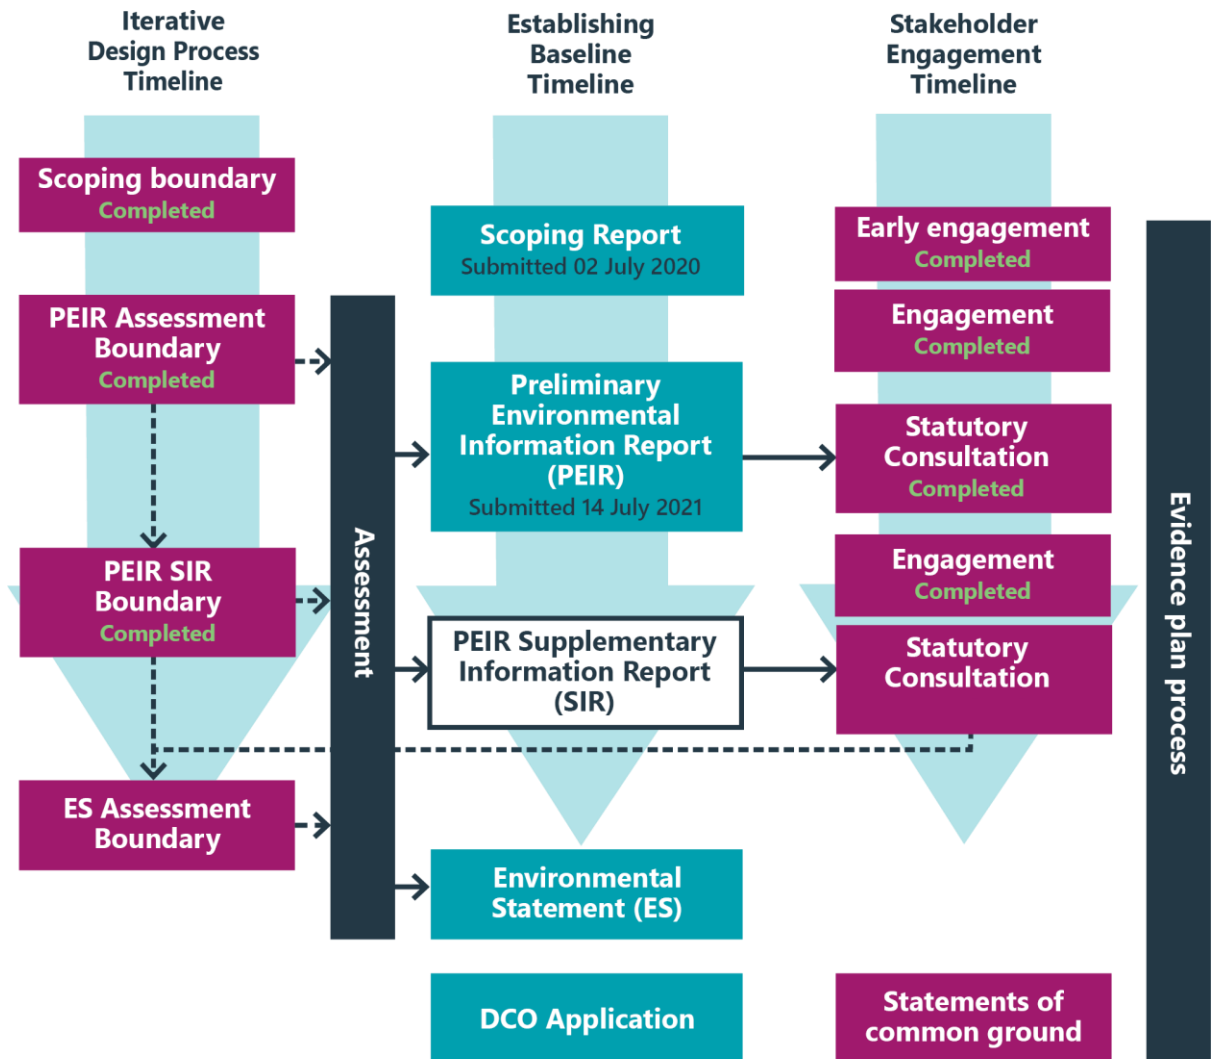 Iterative
Design Process
Timeline
Establishing
Baseline
Timeline
Stakeholder
Engagement
Timeline
Scoping boundary
Completed
PEIR Assessment
Boundary
Completed
PEIR SIR
Boundary
Completed
ES Assessment
Boundary
Assessment
Scoping Report
Submitted 02 July 2020
Preliminary
Environmental
Information Report
(PEIR)
Submitted 14 July 2021
PEIR Supplementary
Information Report
(SIR)
Environmental
Statement (ES)
DCO Application
Early engagement
Completed
Engagement
Completed
Statutory
Consultation
Completed
Engagement
Completed
Statutory
Consultation
Statements of
common ground
Evidence plan process